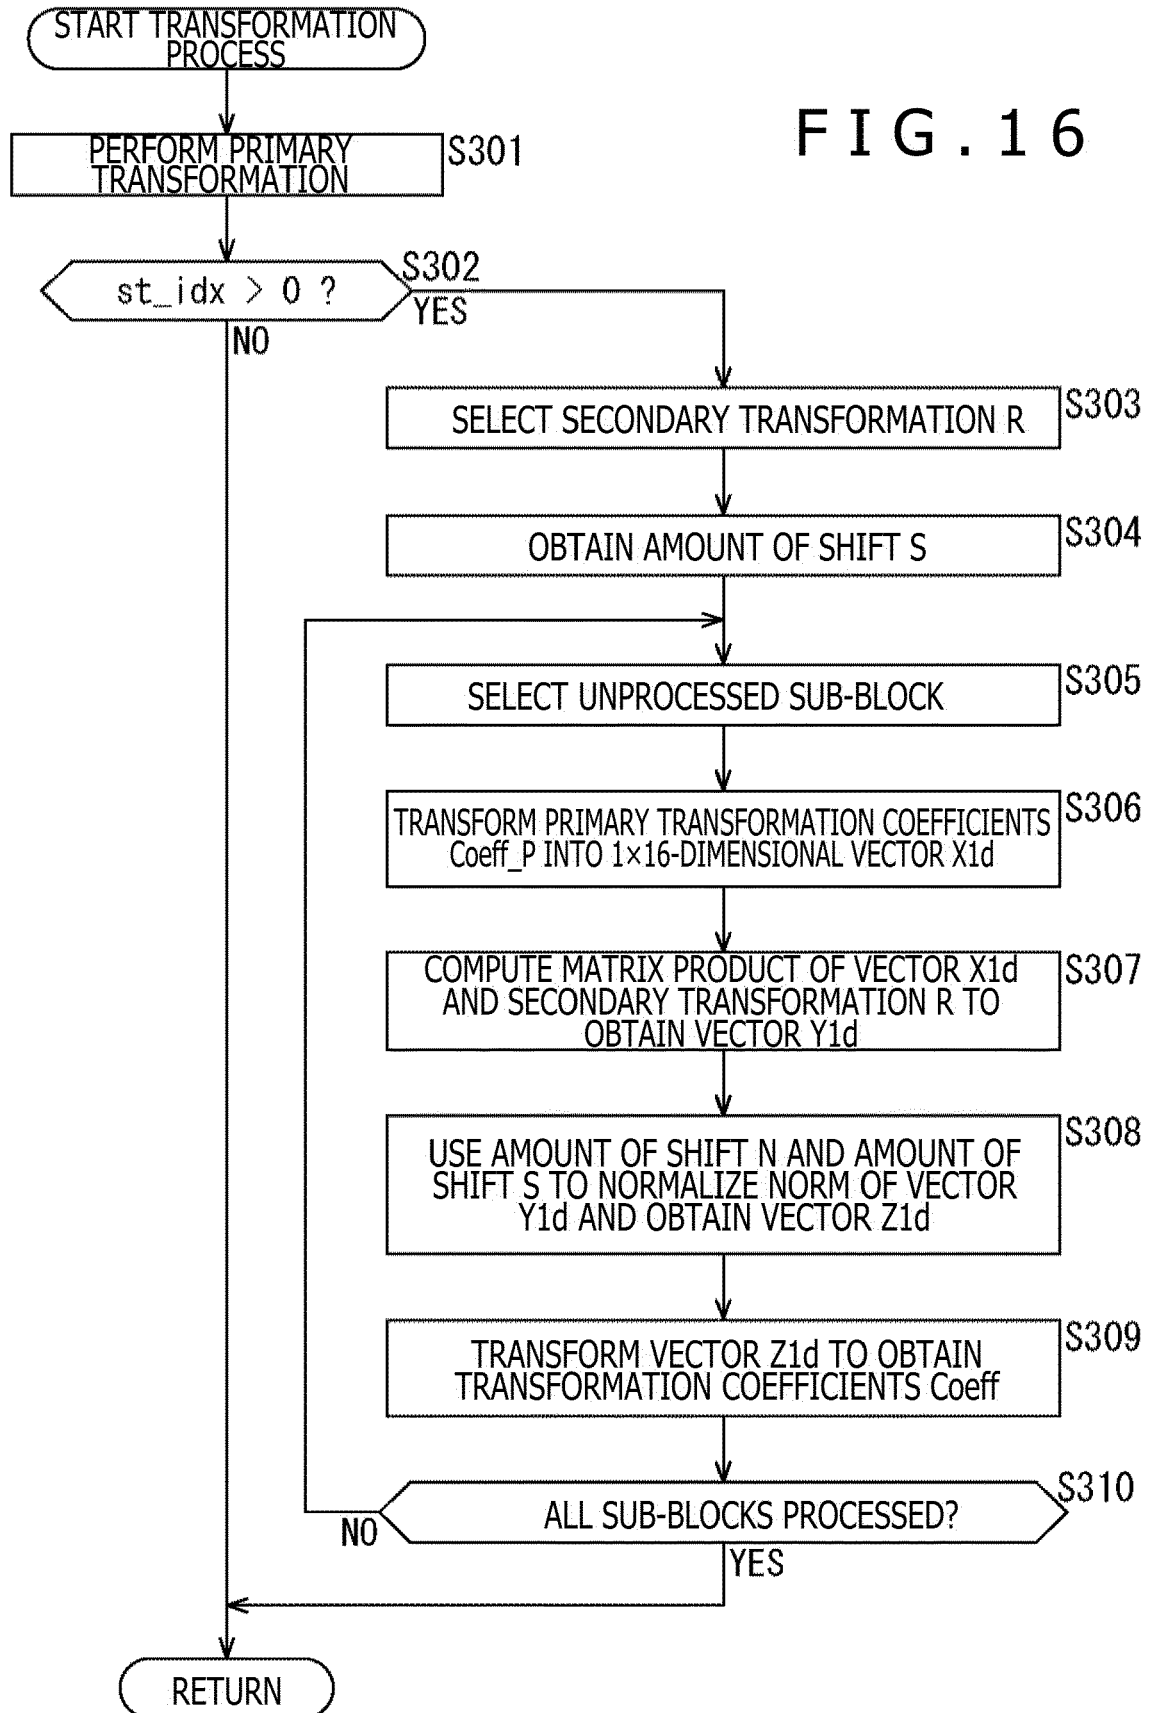 START TRANSFORMATION
PROCESS
FIG.16
PERFORM PRIMARY
TRANSFORMATION
S301
S302
st_idx > 0 ?
YES
NO
SELECT SECONDARY TRANSFORMATION R
S303
OBTAIN AMOUNT OF SHIFT S
S304
SELECT UNPROCESSED SUB-BLOCK
S305
TRANSFORM PRIMARY TRANSFORMATION COEFFICIENTS
Coeff_P INTO 1×16-DIMENSIONAL VECTOR X1d
S306
COMPUTE MATRIX PRODUCT OF VECTOR X1d
AND SECONDARY TRANSFORMATION R TO
OBTAIN VECTOR Y1d
S307
USE AMOUNT OF SHIFT N AND AMOUNT OF
SHIFT S TO NORMALIZE NORM OF VECTOR
Y1d AND OBTAIN VECTOR Z1d
S308
TRANSFORM VECTOR Z1d TO OBTAIN
TRANSFORMATION COEFFICIENTS Coeff
S309
S310
ALL SUB-BLOCKS PROCESSED?
NO
YES
RETURN